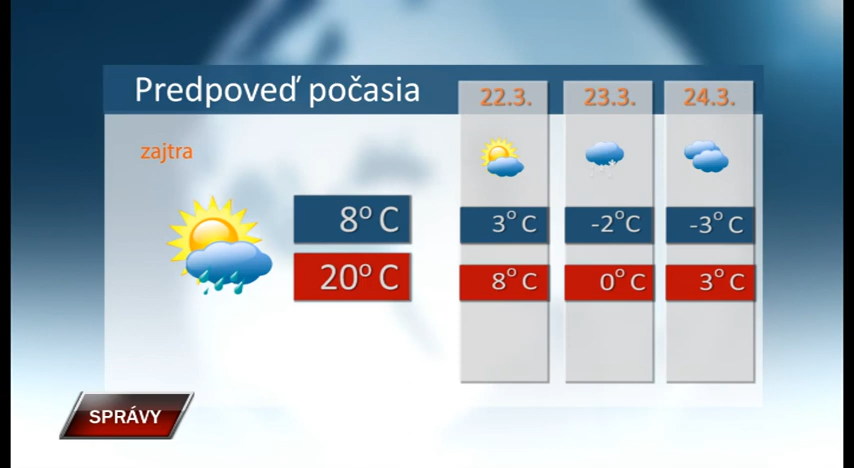 Predpoveď počasia
zajtra
8° C
20° C
22.3. 23.3. 24.3.
3° C -2°C -3° C
8° C 0° C 3° C
SPRÁVY